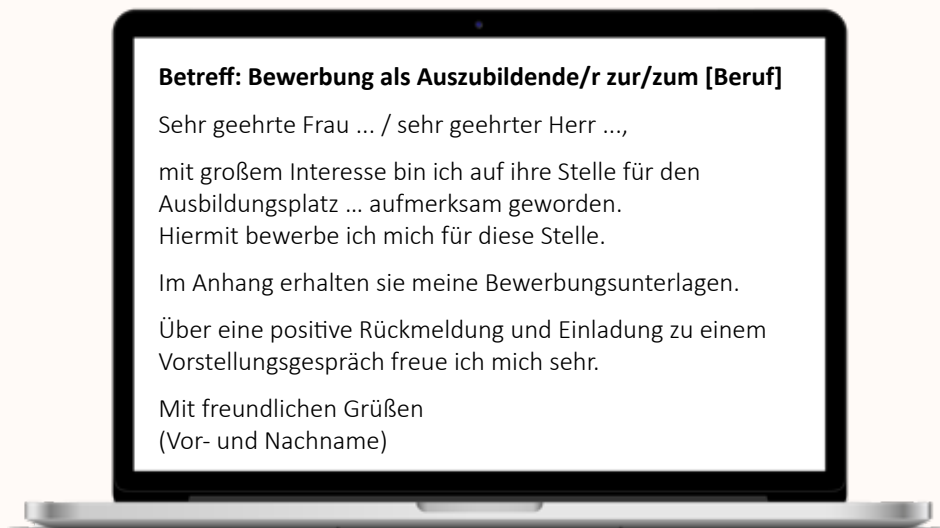 Betreff: Bewerbung als Auszubildende/r zur/zum [Beruf]
Sehr geehrte Frau ... / sehr geehrter Herr ...,
mit großem Interesse bin ich auf ihre Stelle für den
Ausbildungsplatz ... aufmerksam geworden.
Hiermit bewerbe ich mich für diese Stelle.
Im Anhang erhalten sie meine Bewerbungsunterlagen.
Über eine positive Rückmeldung und Einladung zu einem
Vorstellungsgespräch freue ich mich sehr.
Mit freundlichen Grüßen
(Vor- und Nachname)